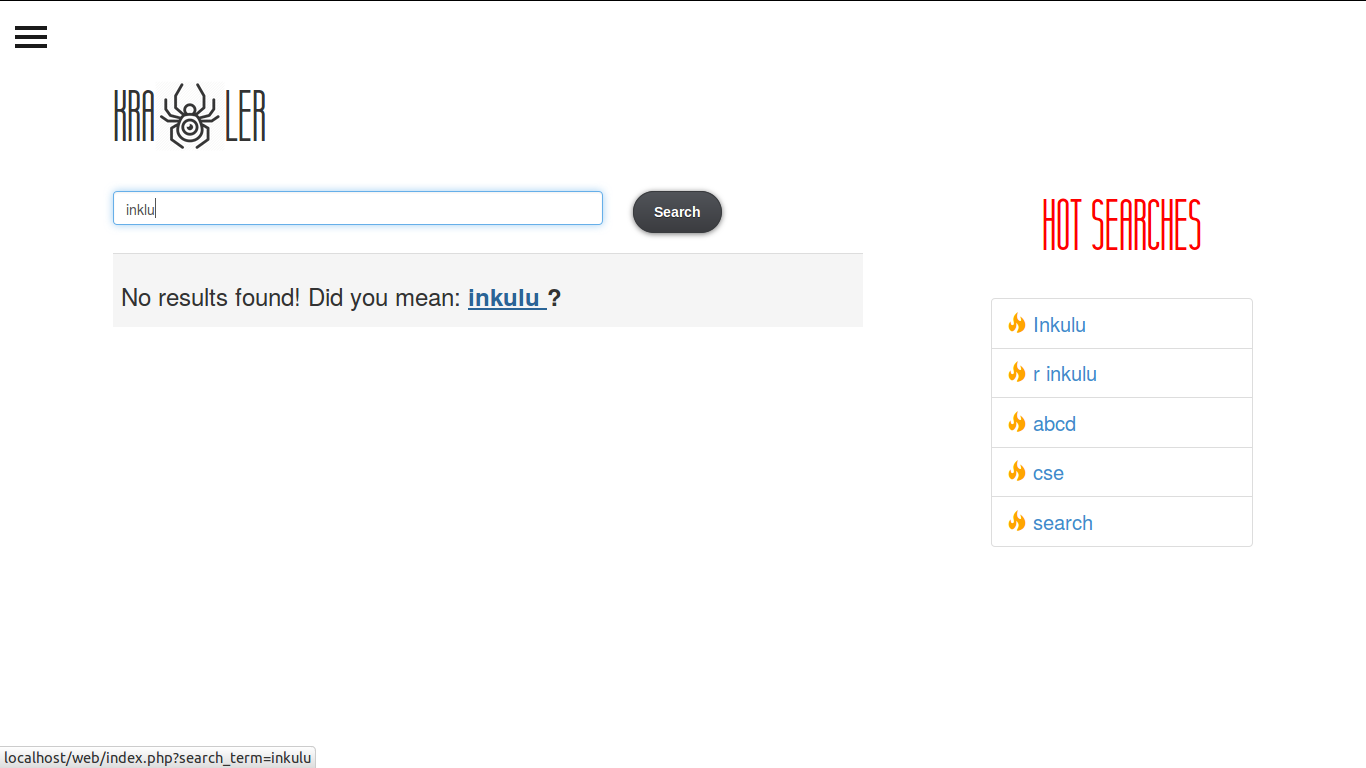 KRA LER
inklu
Search
No results found! Did you mean: inkulu ?
HOT SEARCHES
Inkulu
r inkulu
abcd
cse
search
localhost/web/index.php?search_term=inkulu